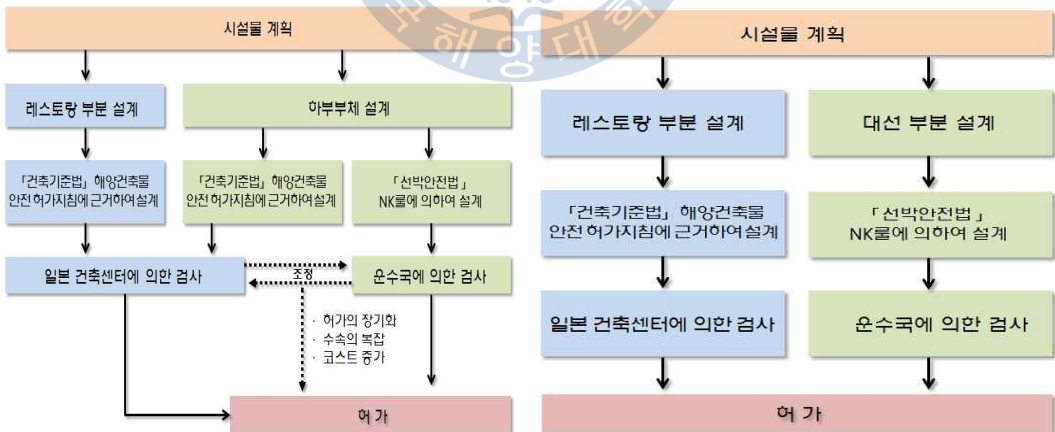 시설물 계획
레스토랑 부분 설계
하부부체 설계
「건축기준법」 해양건축물
안전 허가지침에 근거하여설계
「건축기준법」 해양건축물
안전 허가지침에 근거하여설계
「선박안전법」
NK룰에 의하여 설계
일본 건축센터에 의한 검사
조정
운수국에 의한 검사
· 허가의 장기화
· 수속의 복잡
· 코스트 증가
허 가
시설물 계획
레스토랑 부분 설계
대선 부분 설계
「건축기준법」 해양건축물
안전 허가지침에 근거하여설계
「선박안전법」
NK룰에 의하여 설계
일본 건축센터에 의한 검사
운수국에 의한 검사
허 가
해양대